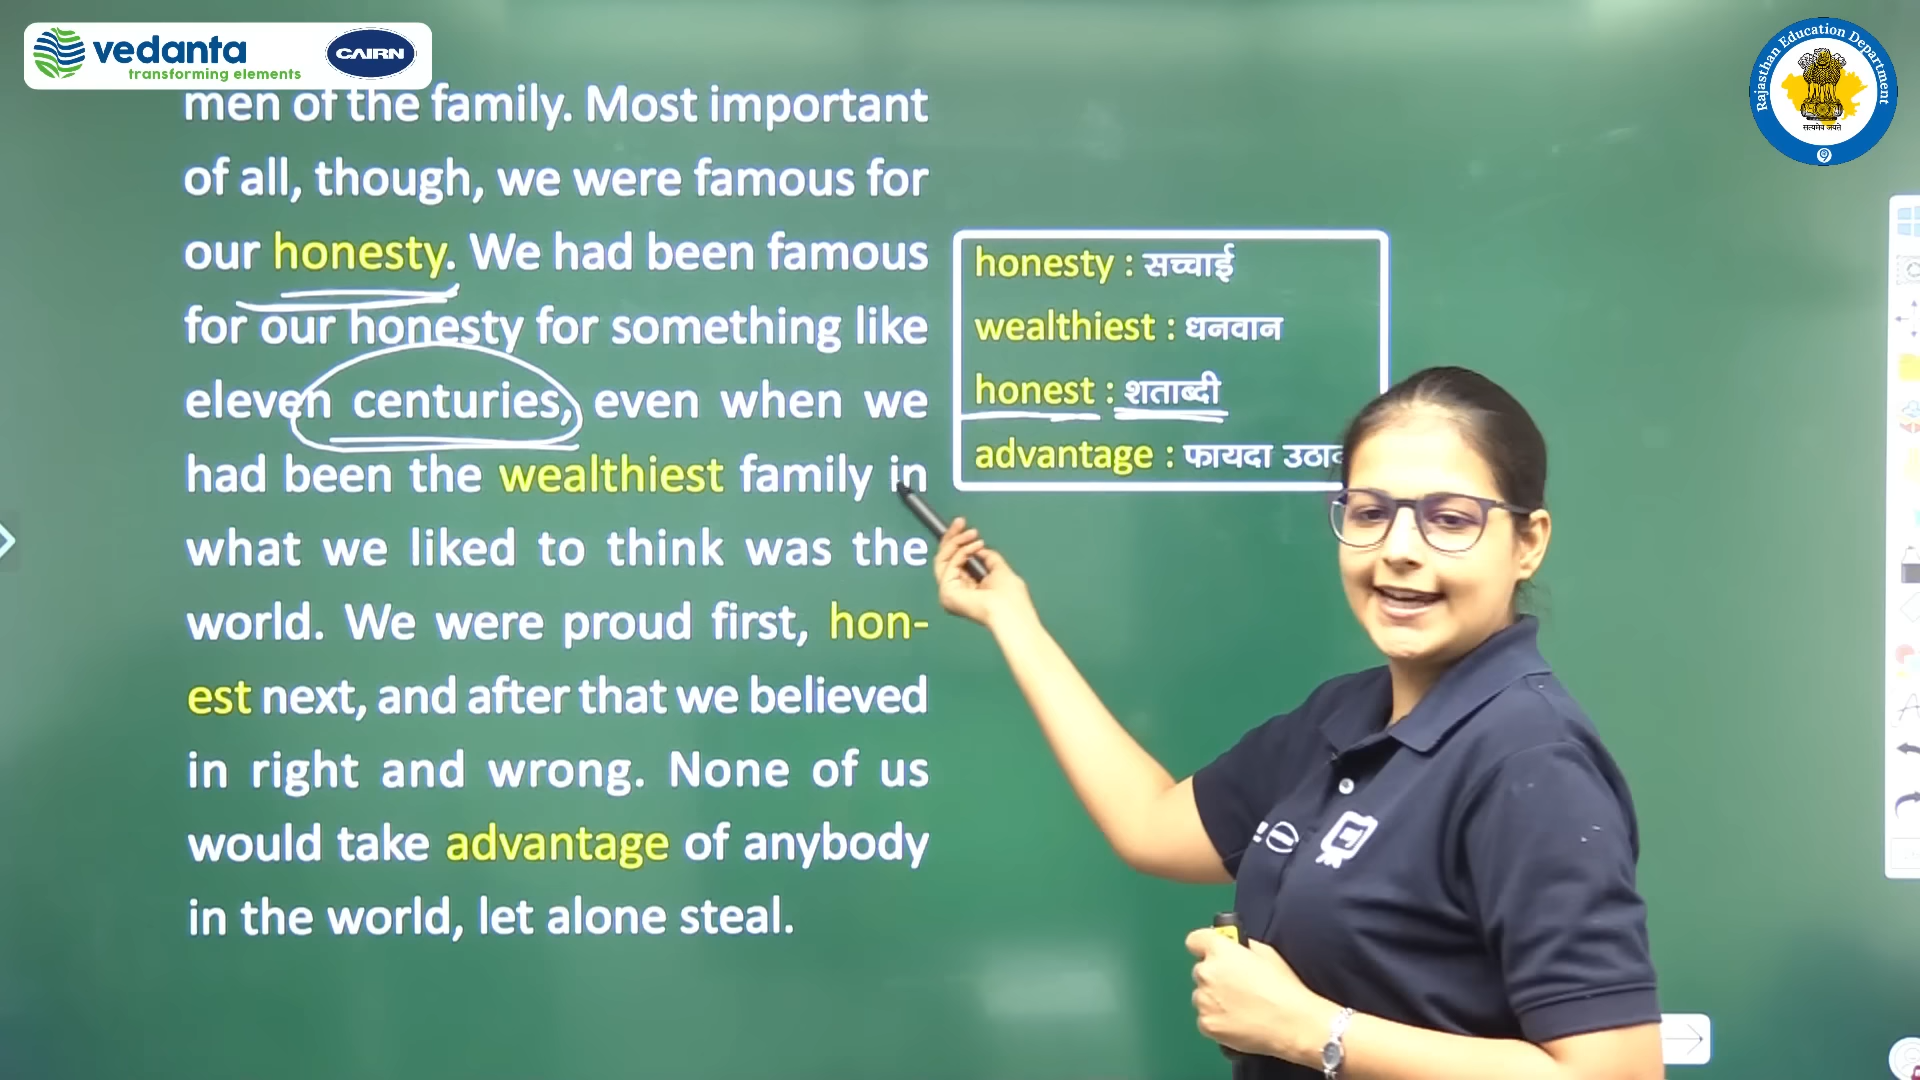 vedanta
transforming elements
CAIRN
Rajasthan Education Department
सत्यमेव जयते
men of the family. Most important
of all, though, we were famous for
our honesty. We had been famous
for our honesty for something like
eleven centuries, even when we
had been the wealthiest family in
what we liked to think was the
world. We were proud first, hon-
est next, and after that we believed
in right and wrong. None of us
would take advantage of anybody
in the world, let alone steal.
honesty : सच्चाई
wealthiest : धनवान
honest : शताब्दी
advantage : फायदा